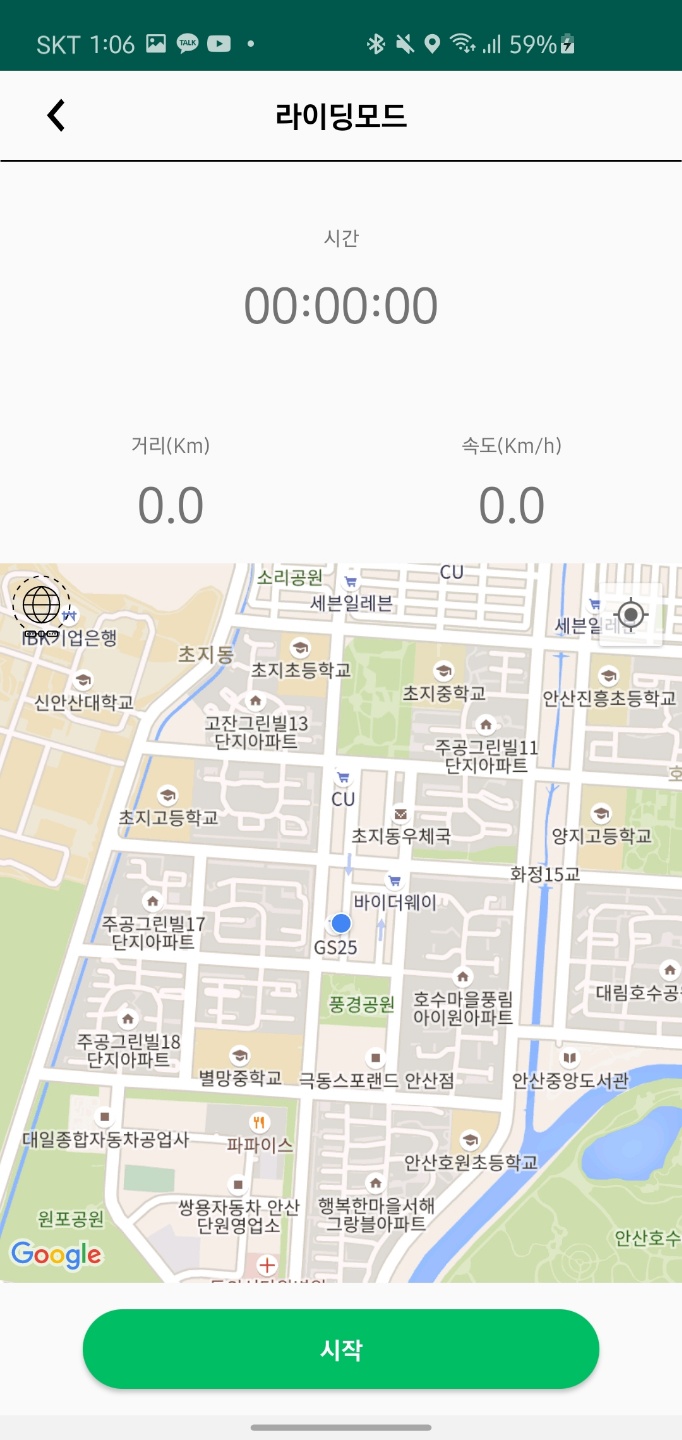 SKT 1:06 TALK 59%
라이딩모드
시간
00:00:00
거리(Km) 속도(Km/h)
0.0 0.0
소리공원 CU
세븐일레븐
IBK기업은행
초지동
초지초등학교
신안산대학교 초지중학교 안산진흥초등학교
고잔그린빌13
단지아파트
주공그린빌11
단지아파트
CU
초지고등학교
초지동우체국 양지고등학교
화정15교
바이더웨이
주공그린빌17
단지아파트
GS25
호수마을풍림
아이원아파트
대림호수공
풍경공원
주공그린빌18
단지아파트
별망중학교 극동스포랜드 안산점 안산중앙도서관
대일종합자동차공업사 파파이스
안산호원초등학교
쌍용자동차 안산
단원영업소
행복한마을서해
그랑블아파트
원포공원
안산호수
Google
시작